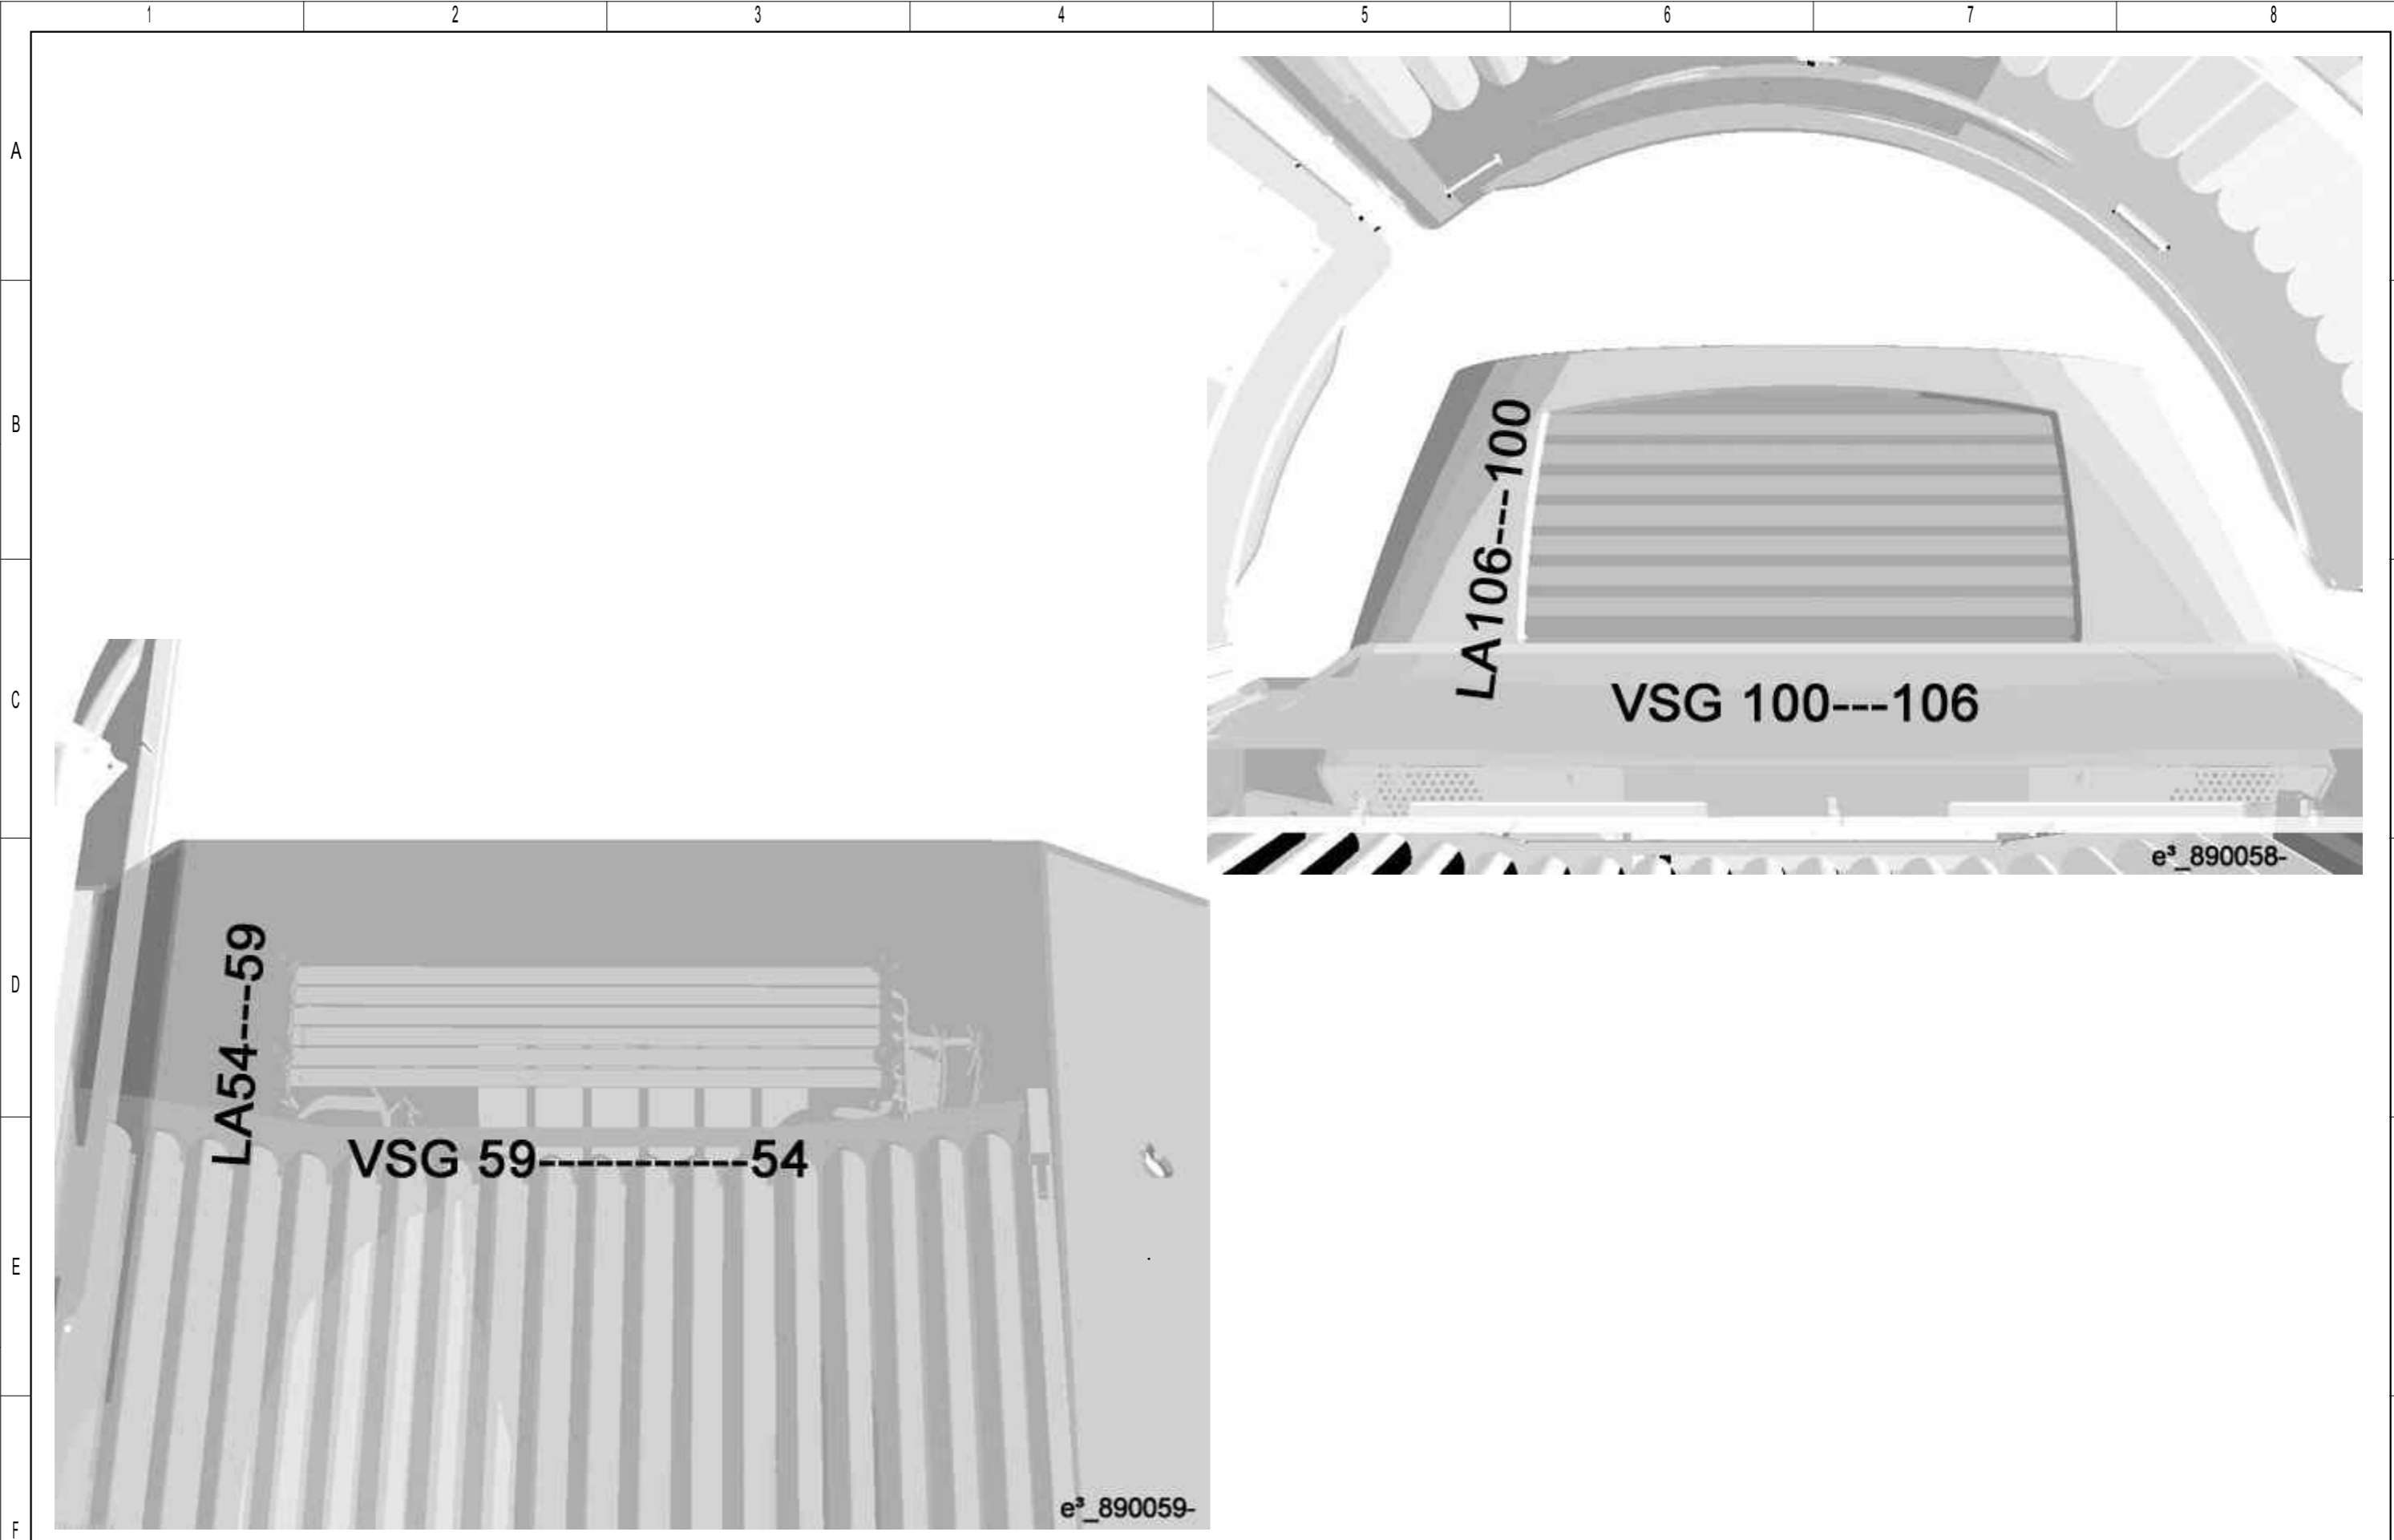 1 2 3 4 5 6 7 8
A
B
LA106---100
C
VSG 100---106
e³_890058-
D
LA54---59
VSG 59-----------54
E
e³_890059-
F